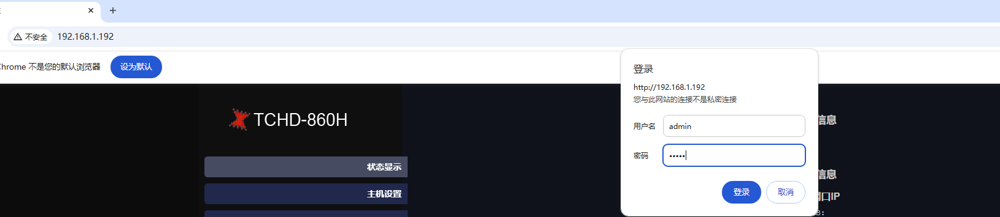 不安全 192.168.1.192
Chrome 不是您的默认浏览器 设为默认
TCHD-860H
状态显示
主机设置
登录
http://192.168.1.192
您与此网站的连接不是私密连接
用户名 admin
密码 •••••
登录 取消
信息
信息
网口IP